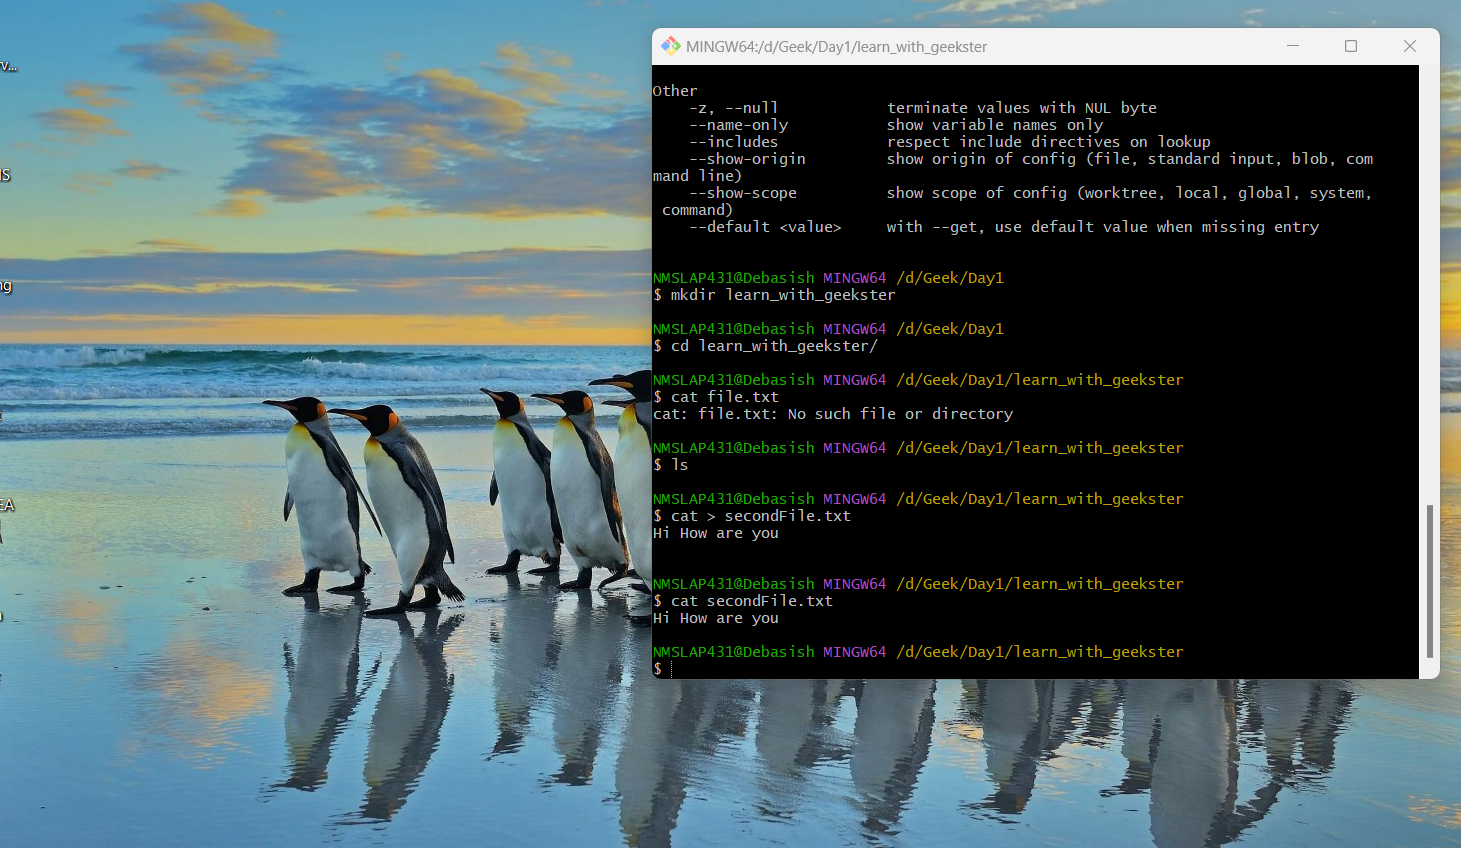 MINGW64:/d/Geek/Day1/learn_with_geekster
Other
-z, --null terminate values with NUL byte
--name-only show variable names only
--includes respect include directives on lookup
--show-origin show origin of config (file, standard input, blob, com
mand line)
--show-scope show scope of config (worktree, local, global, system,
command)
--default <value> with --get, use default value when missing entry
NMSLAP431@Debasish MINGW64 /d/Geek/Day1
$ mkdir learn_with_geekster
NMSLAP431@Debasish MINGW64 /d/Geek/Day1
$ cd learn_with_geekster/
NMSLAP431@Debasish MINGW64 /d/Geek/Day1/learn_with_geekster
$ cat file.txt
cat: file.txt: No such file or directory
NMSLAP431@Debasish MINGW64 /d/Geek/Day1/learn_with_geekster
$ ls
NMSLAP431@Debasish MINGW64 /d/Geek/Day1/learn_with_geekster
$ cat > secondFile.txt
Hi How are you
NMSLAP431@Debasish MINGW64 /d/Geek/Day1/learn_with_geekster
$ cat secondFile.txt
Hi How are you
NMSLAP431@Debasish MINGW64 /d/Geek/Day1/learn_with_geekster
$